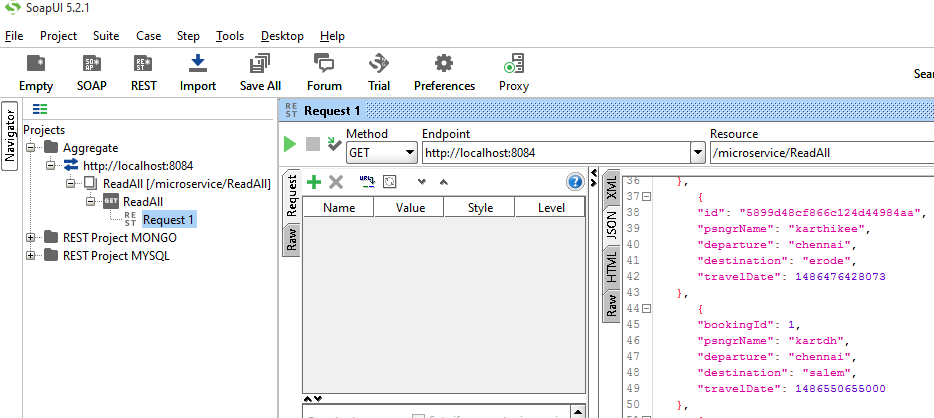 SoapUI 5.2.1
File Project Suite Case Step Tools Desktop Help
Empty SOAP REST Import Save All Forum Trial Preferences Proxy
Sear
Navigator
Projects
Aggregate
http://localhost:8084
ReadAll [/microservice/ReadAll]
GET ReadAll
REST Request 1
REST Project MONGO
REST Project MYSQL
REST Request 1
Method Endpoint Resource
GET http://localhost:8084 /microservice/ReadAll
Request
Raw
Name Value Style Level
XML
JSON
HTML
Raw
36 },
37 {
38 "id": "5899d48cf866c124d44984aa",
39 "psngrName": "karthikee",
40 "departure": "chennai",
41 "destination": "erode",
42 "travelDate": 1486476428073
43 },
44 {
45 "bookingId": 1,
46 "psngrName": "kartdh",
47 "departure": "chennai",
48 "destination": "salem",
49 "travelDate": 1486550655000
50 },